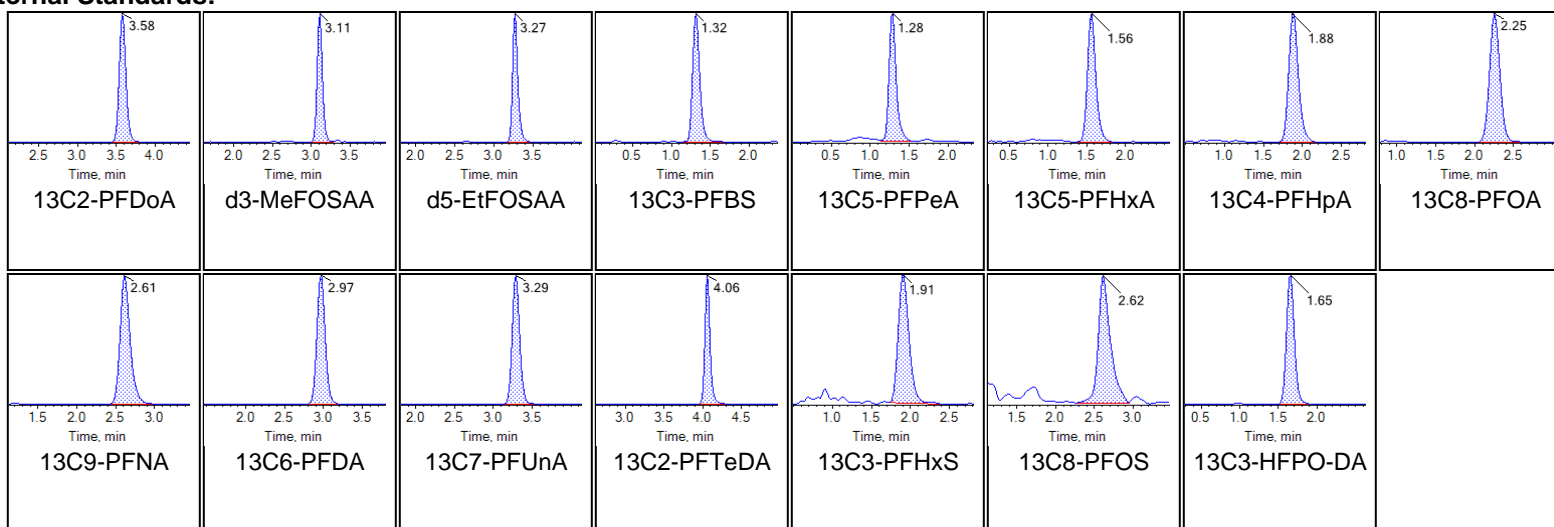 ternal Standards:
3.58 3.11 3.27 1.32 1.28 1.56 1.88 2.25
2.5 3.0 3.5 4.0 2.0 2.5 3.0 3.5 2.0 2.5 3.0 3.5 0.5 1.0 1.5 2.0 0.5 1.0 1.5 2.0 0.5 1.0 1.5 2.0 1.0 1.5 2.0 2.5 1.0 1.5 2.0 2.5
Time, min Time, min Time, min Time, min Time, min Time, min Time, min Time, min
13C2-PFDoA d3-MeFOSAA d5-EtFOSAA 13C3-PFBS 13C5-PFPeA 13C5-PFHxA 13C4-PFHpA 13C8-PFOA
2.61 2.97 3.29 4.06 1.91 2.62 1.65
1.5 2.0 2.5 3.0 2.0 2.5 3.0 3.5 2.0 2.5 3.0 3.5 3.0 3.5 4.0 4.5 1.0 1.5 2.0 2.5 1.5 2.0 2.5 3.0 0.5 1.0 1.5 2.0
Time, min Time, min Time, min Time, min Time, min Time, min Time, min
13C9-PFNA 13C6-PFDA 13C7-PFUnA 13C2-PFTeDA 13C3-PFHxS 13C8-PFOS 13C3-HFPO-DA